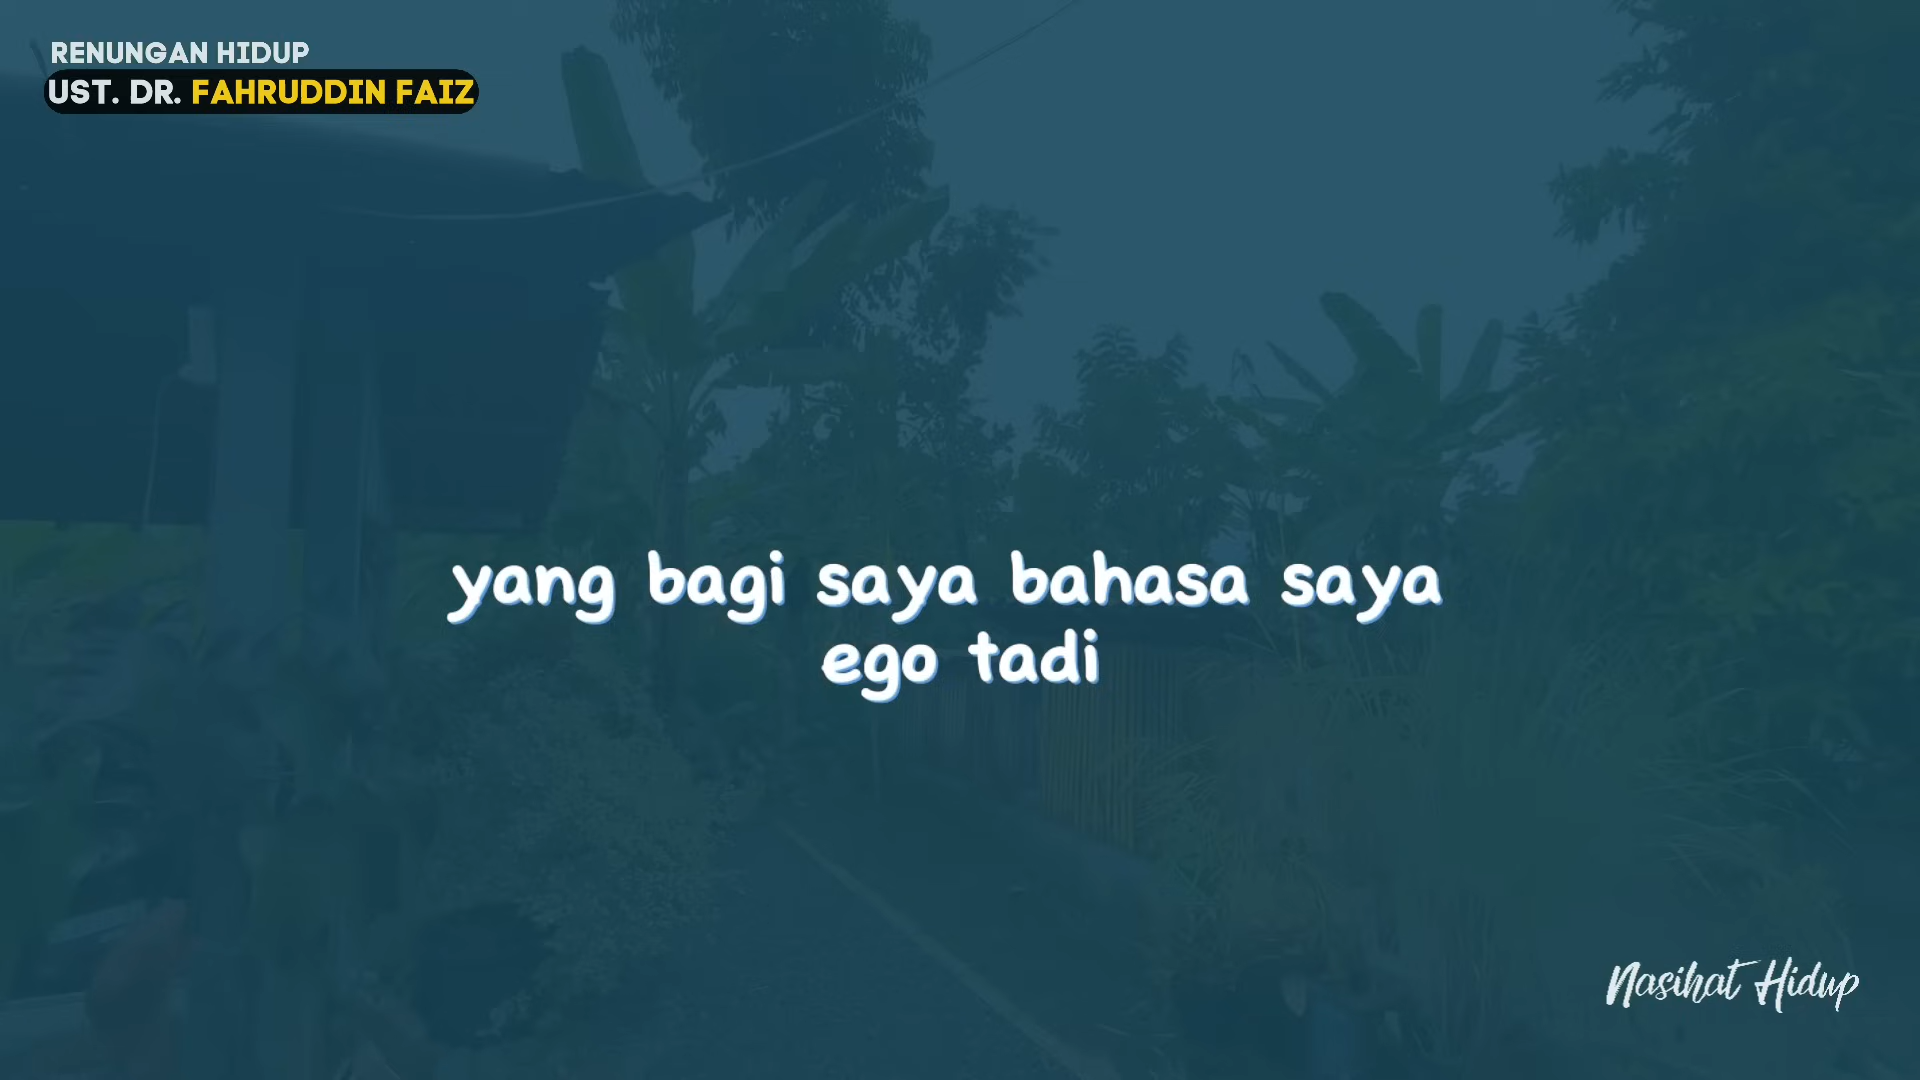 RENUNGAN HIDUP
UST. DR. FAHRUDDIN FAIZ
yang bagi saya bahasa saya
ego tadi
Nasihat Hidup